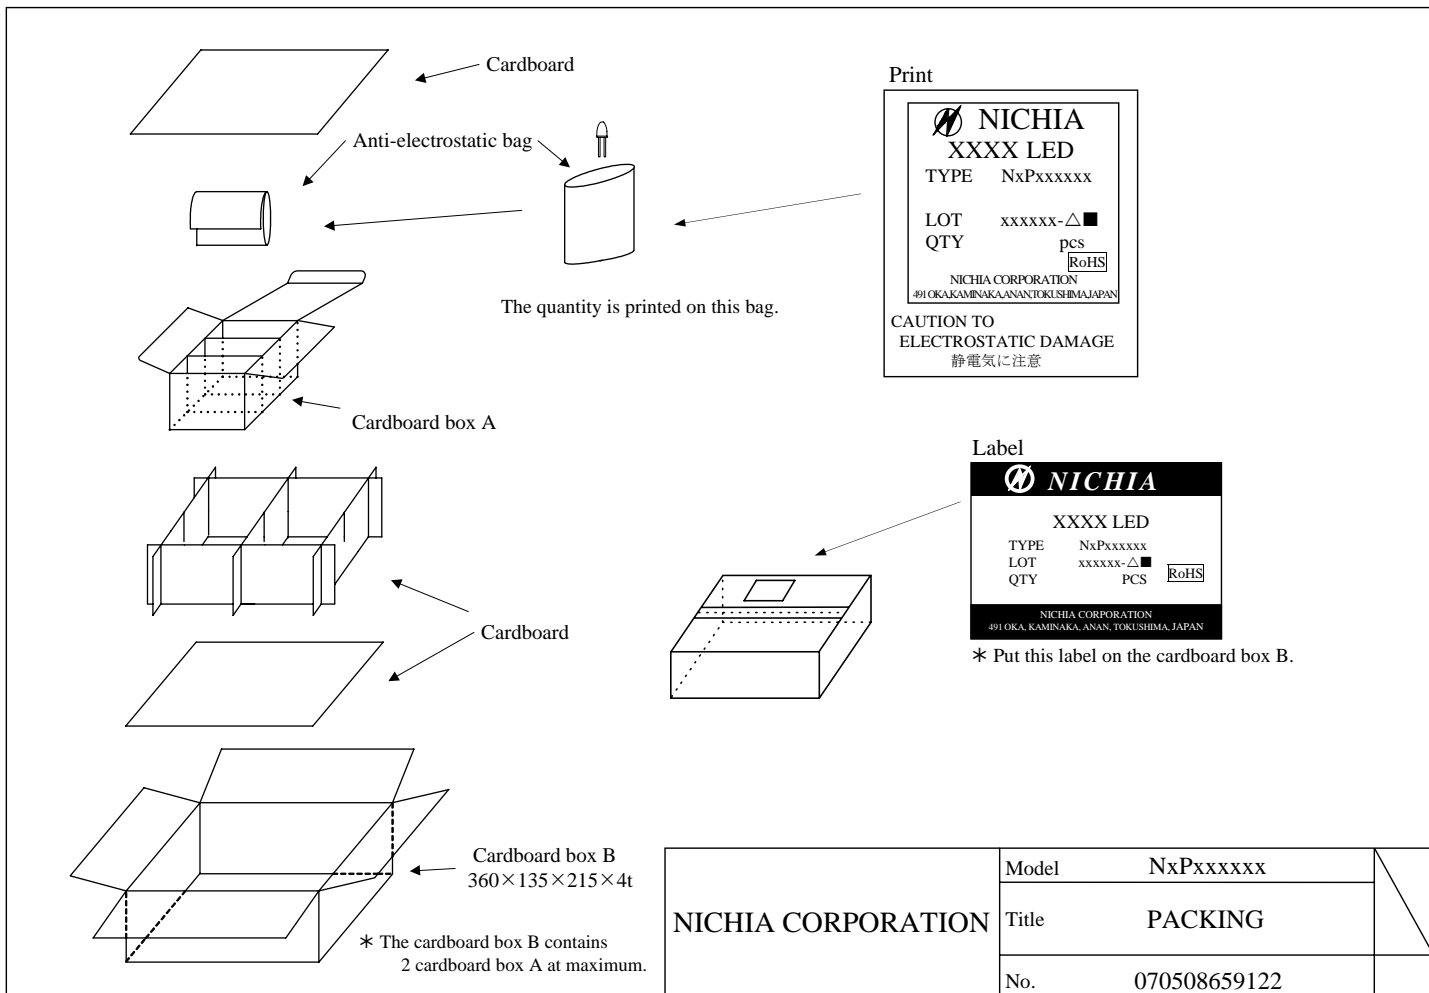 Cardboard
Anti-electrostatic bag
The quantity is printed on this bag.
Cardboard box A
Cardboard
Cardboard box B
360×135×215×4t
＊ The cardboard box B contains
2 cardboard box A at maximum.
Print
NICHIA
XXXX LED
TYPE NxPxxxxxx
LOT xxxxxx-△■
QTY pcs
RoHS
NICHIA CORPORATION
491 OKA,KAMINAKA,ANAN,TOKUSHIMA,JAPAN
CAUTION TO
ELECTROSTATIC DAMAGE
静電気に注意
Label
NICHIA
XXXX LED
TYPE NxPxxxxxx
LOT xxxxxx-△■
QTY PCS
RoHS
NICHIA CORPORATION
491 OKA, KAMINAKA, ANAN, TOKUSHIMA, JAPAN
＊ Put this label on the cardboard box B.
NICHIA CORPORATION
Model NxPxxxxxx
Title PACKING
No. 070508659122